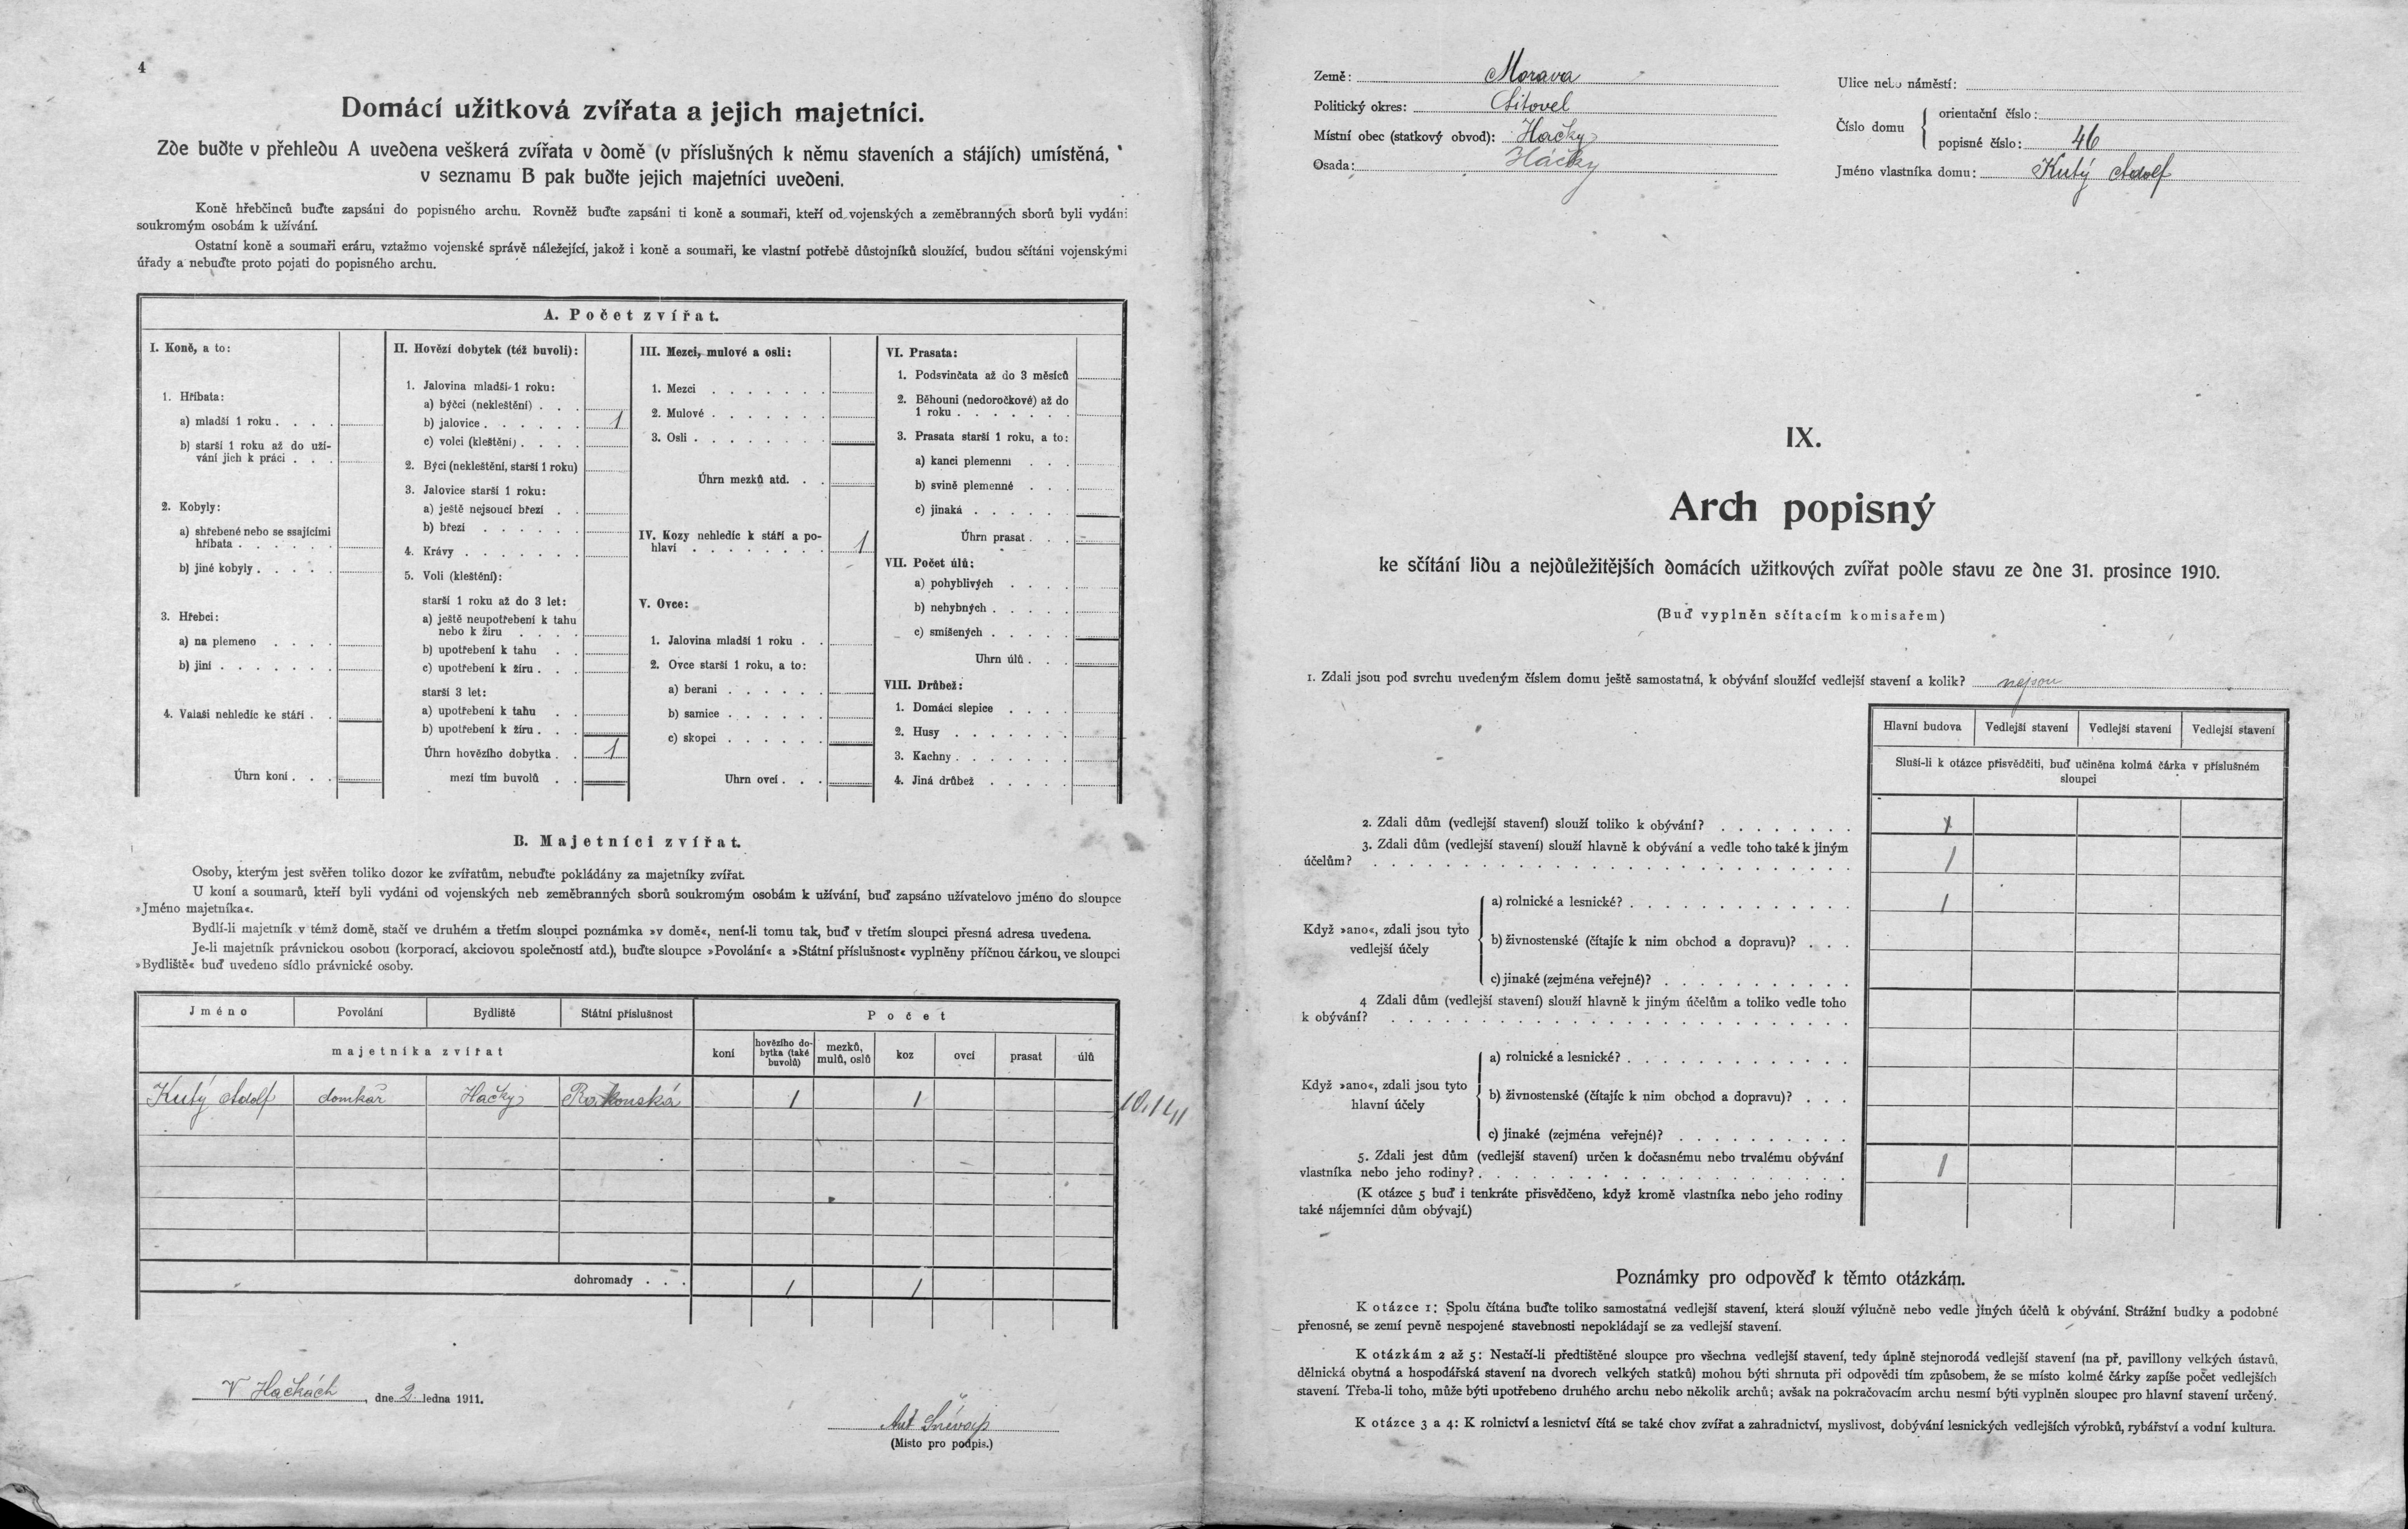 4
Domácí užitková zvířata a jejich majetníci.
Zde buďte v přehledu A uvedena veškerá zvířata v domě (v příslušných k němu staveních a stájích) umístěná,
v seznamu B pak buďte jejich majetníci uvedeni.
Koně hřebčinců buďte zapsáni do popisného archu. Rovněž buďte zapsáni ti koně a soumaři, kteří od vojenských a zeměbranných sborů byli vydáni
soukromým osobám k užívání.
Ostatní koně a soumaři eráru, vztažmo vojenské správě náležející, jakož i koně a soumaři, ke vlastní potřebě důstojníků sloužící, budou sčítáni vojenskými
úřady a nebuďte proto pojati do popisného archu.
A. Počet zvířat.
I. Koně, a to:
1. Hříbata:
a) mladší 1 roku . . . .
b) starší 1 roku až do uží-
vání jich k práci . . .
2. Kobyly:
a) shřebené nebo se ssajícími
hříbata . . . . . .
b) jiné kobyly . . . . .
3. Hřebci:
a) na plemeno . . . .
b) jiní . . . . . . .
4. Valaši nehledíc ke stáří . .
Úhrn koní . . .
II. Hovězí dobytek (též buvoli):
1. Jalovina mladší 1 roku:
a) býčci (nekleštění) . . .
b) jalovice . . . . . . 1
c) volci (kleštění) . . . .
2. Býci (nekleštění, starší 1 roku)
3. Jalovice starší 1 roku:
a) ještě nejsoucí březí . .
b) březí . . . . . .
4. Krávy . . . . . . .
5. Voli (kleštění):
starší 1 roku až do 3 let:
a) ještě neupotřebení k tahu
nebo k žíru . . . .
b) upotřebení k tahu . .
c) upotřebení k žíru . . .
starší 3 let:
a) upotřebení k tahu . .
b) upotřebení k žíru . . .
Úhrn hovězího dobytka . . 1
mezi tím buvolů . .
III. Mezci, mulové a osli:
1. Mezci . . . . . . .
2. Mulové . . . . . . .
3. Osli . . . . . . . .
Úhrn mezků atd. . .
IV. Kozy nehledíc k stáří a po-
hlaví . . . . . . . . 1
V. Ovce:
1. Jalovina mladší 1 roku . .
2. Ovce starší 1 roku, a to:
a) berani . . . . . .
b) samice . . . . . .
c) skopci . . . . . .
Uhrn ovcí . . .
VI. Prasata:
1. Podsvinčata až do 3 měsíců
2. Běhouni (nedoročkové) až do
1 roku . . . . . . .
3. Prasata starší 1 roku, a to:
a) kanci plemenní . . .
b) svině plemenné . . .
c) jinaká . . . . . .
Úhrn prasat . . .
VII. Počet úlů:
a) pohyblivých . . . .
b) nehybných . . . . .
c) smíšených . . . . .
Uhrn úlů . . .
VIII. Drůbež:
1. Domácí slepice . . . .
2. Husy . . . . . . .
3. Kachny . . . . . . .
4. Jiná drůbež . . . . .
B. Majetníci zvířat.
Osoby, kterým jest svěřen toliko dozor ke zvířatům, nebuďte pokládány za majetníky zvířat.
U koní a soumarů, kteří byli vydáni od vojenských neb zeměbranných sborů soukromým osobám k užívání, buď zapsáno uživatelovo jméno do sloupce
»Jméno majetníka«.
Bydlí-li majetník v témž domě, stačí ve druhém a třetím sloupci poznámka »v domě«, není-li tomu tak, buď v třetím sloupci přesná adresa uvedena.
Je-li majetník právnickou osobou (korporací, akciovou společností atd.), buďte sloupce »Povolání« a »Státní příslušnost« vyplněny příčnou čárkou, ve sloupci
»Bydliště« buď uvedeno sídlo právnické osoby.
Jméno Povolání Bydliště Státní příslušnost Počet
majetníka zvířat
koní hovězího do-bytka (také buvolů) mezků, mulů, oslů koz ovcí prasat úlů
Kutý Adolf domkář Hačky Rakouská 1 1
dohromady . . . 1 1
V Hačkách, dne 2. ledna 1911.
(Místo pro podpis.)
Země: Morava
Politický okres: Litovel
Místní obec (statkový obvod): Hačky
Osada: Hačky
Ulice nebo náměstí:
Číslo domu
orientační číslo:
popisné číslo: 46
Jméno vlastníka domu: Kutý Adolf
IX.
Arch popisný
ke sčítání lidu a nejdůležitějších domácích užitkových zvířat podle stavu ze dne 31. prosince 1910.
(Buď vyplněn sčítacím komisařem)
1. Zdali jsou pod svrchu uvedeným číslem domu ještě samostatná, k obývání sloužící vedlejší stavení a kolik? nejsou
Hlavní budova Vedlejší stavení Vedlejší stavení Vedlejší stavení
Sluší-li k otázce přisvědčiti, buď učiněna kolmá čárka v příslušném
sloupci
2. Zdali dům (vedlejší stavení) slouží toliko k obývání? . . . . . . . .
3. Zdali dům (vedlejší stavení) slouží hlavně k obývání a vedle toho také k jiným
účelům? . . . . . . . . . . 1
Když »ano«, zdali jsou tyto
vedlejší účely
a) rolnické a lesnické? . . . . . . . . . . 1
b) živnostenské (čítajíc k nim obchod a dopravu)? . . .
c) jinaké (zejména veřejné)? . . . . . . . . . .
4 Zdali dům (vedlejší stavení) slouží hlavně k jiným účelům a toliko vedle toho
k obývání? . . . . . . . . . .
Když »ano«, zdali jsou tyto
hlavní účely
a) rolnické a lesnické? . . . . . . . . . .
b) živnostenské (čítajíc k nim obchod a dopravu)? . . .
c) jinaké (zejména veřejné)? . . . . . . . . . .
5. Zdali jest dům (vedlejší stavení) určen k dočasnému nebo trvalému obývání
vlastníka nebo jeho rodiny? . . . . . . . . . . 1
(K otázce 5 buď i tenkráte přisvědčeno, když kromě vlastníka nebo jeho rodiny
také nájemníci dům obývají.)
Poznámky pro odpověď k těmto otázkám.
K otázce 1: Spolu čítána buďte toliko samostatná vedlejší stavení, která slouží výlučně nebo vedle jiných účelů k obývání. Strážní budky a podobné
přenosné, se zemí pevně nespojené stavebnosti nepokládají se za vedlejší stavení.
K otázkám 2 až 5: Nestačí-li předtištěné sloupce pro všechna vedlejší stavení, tedy úplně stejnorodá vedlejší stavení (na př. pavillony velkých ústavů,
dělnická obytná a hospodářská stavení na dvorech velkých statků) mohou býti shrnuta při odpovědi tím způsobem, že se místo kolmé čárky zapíše počet vedlejších
stavení. Třeba-li toho, může býti upotřebeno druhého archu nebo několik archů; avšak na pokračovacím archu nesmí býti vyplněn sloupec pro hlavní stavení určený.
K otázce 3 a 4: K rolnictví a lesnictví čítá se také chov zvířat a zahradnictví, myslivost, dobývání lesnických vedlejších výrobků, rybářství a vodní kultura.